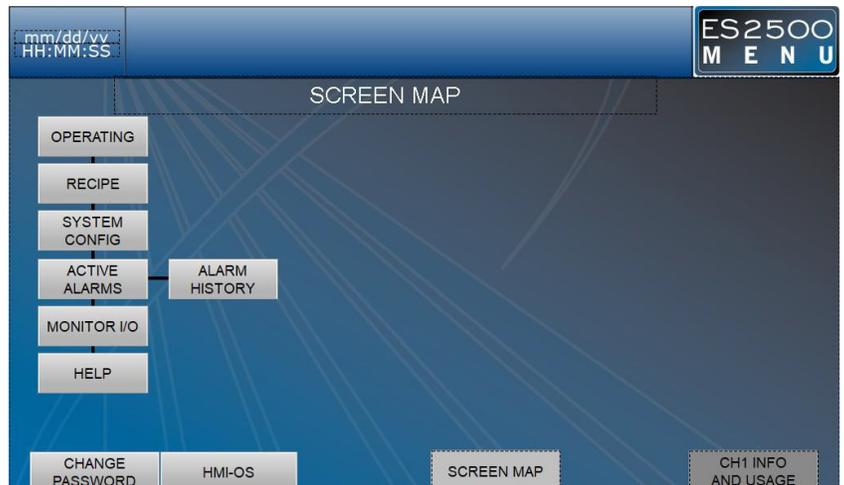 mm/dd/yy
HH:MM:SS
ES2500
MENU
SCREEN MAP
OPERATING
RECIPE
SYSTEM
CONFIG
ACTIVE
ALARMS
ALARM
HISTORY
MONITOR I/O
HELP
CHANGE
PASSWORD
HMI-OS
SCREEN MAP
CH1 INFO
AND USAGE